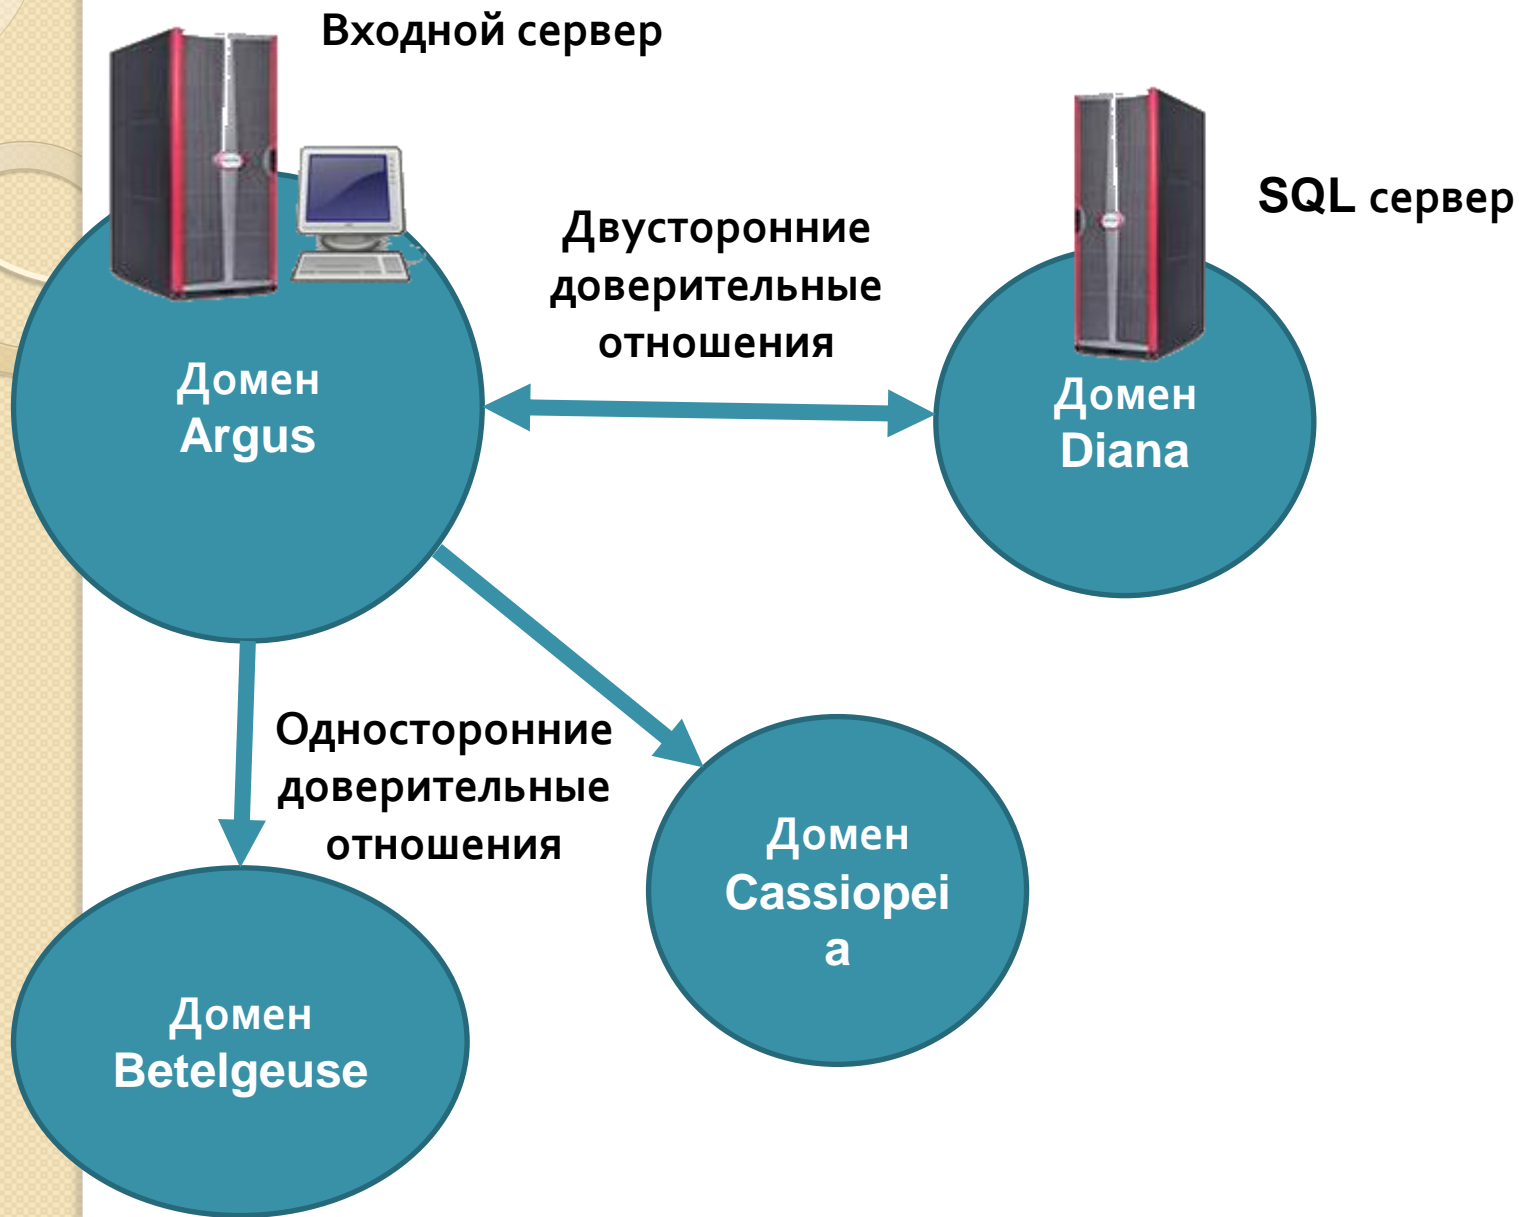 Входной сервер
SQL сервер
Двусторонние
доверительные
отношения
Домен
Argus
Домен
Diana
Односторонние
доверительные
отношения
Домен
Cassiopei
a
Домен
Betelgeuse